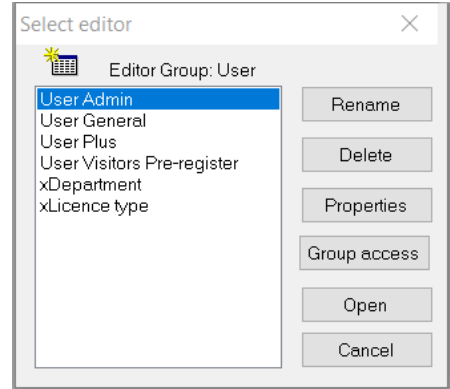 Select editor
Editor Group: User
User Admin
User General
User Plus
User Visitors Pre-register
xDepartment
xLicence type
Rename
Delete
Properties
Group access
Open
Cancel